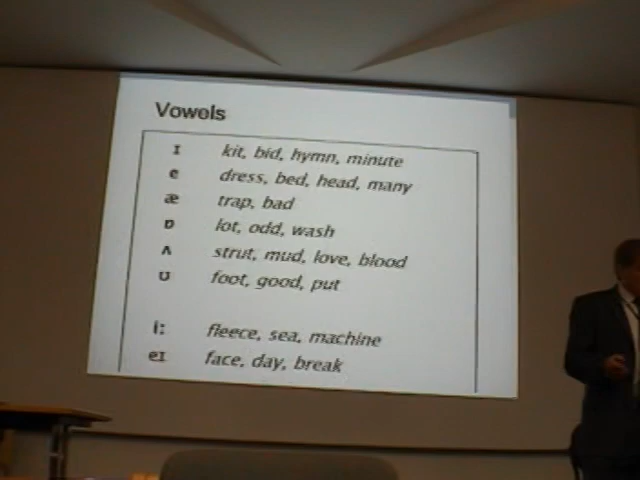 Vowels
ɪ kit, bid, hymn, minute
e dress, bed, head, many
æ trap, bad
ɒ lot, odd, wash
ʌ strut, mud, love, blood
ʊ foot, good, put
iː fleece, sea, machine
eɪ face, day, break